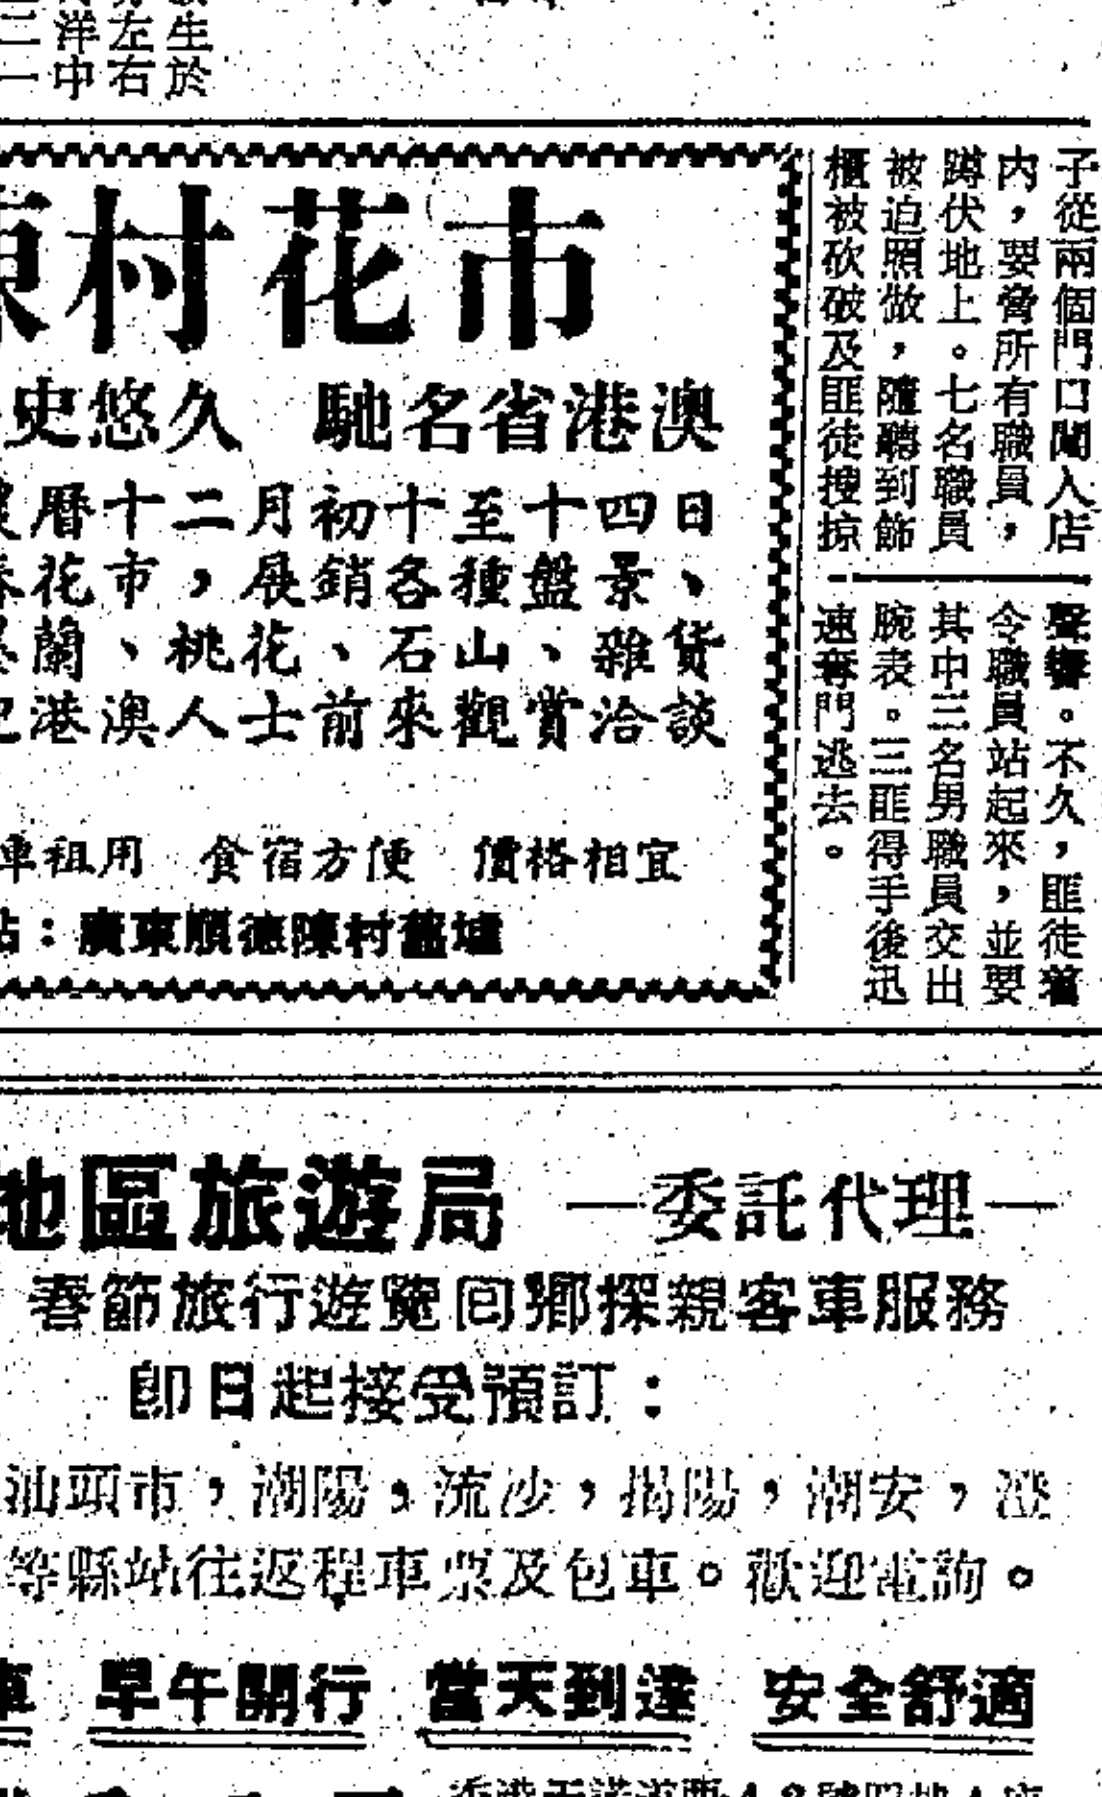 生於
左右
洋中
二一
子從兩個門口闖入店
內，要脅所有職員，
蹲伏地上。七名職員
被迫照做，隨聽到飾
櫃被砍破及匪徒搜掠
聲響。不久，匪徒着
令職員站起來，並要
其中三名男職員交出
腕表。三匪得手後迅
速奪門逃去。
村花市
史悠久 馳名省港澳
曆十二月初十至十四日
花市，展銷各種盤景、
蘭、桃花、石山、雜貨
港澳人士前來觀賞洽談
車租用 食宿方便 價格相宜
：廣東順德陳村舊墟
地區旅遊局 —委託代理—
春節旅行遊覽回鄉探親客車服務
即日起接受預訂：
汕頭市，潮陽，流沙，揭陽，潮安，澄
等縣站往返程車票及包車。歡迎電詢。
車 早午開行 當天到達 安全舒適